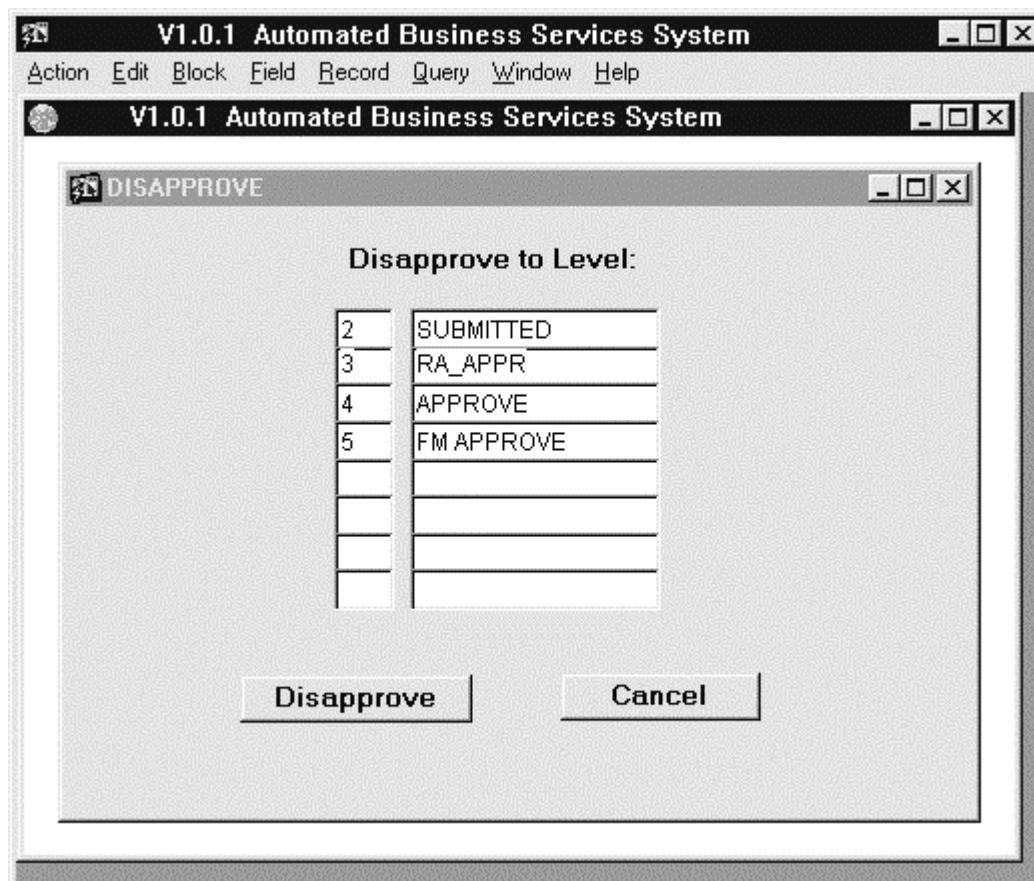 V1.0.1 Automated Business Services System
Action Edit Block Field Record Query Window Help
V1.0.1 Automated Business Services System
DISAPPROVE
Disapprove to Level:
2 SUBMITTED
3 RA_APPR
4 APPROVE
5 FM APPROVE
Disapprove Cancel